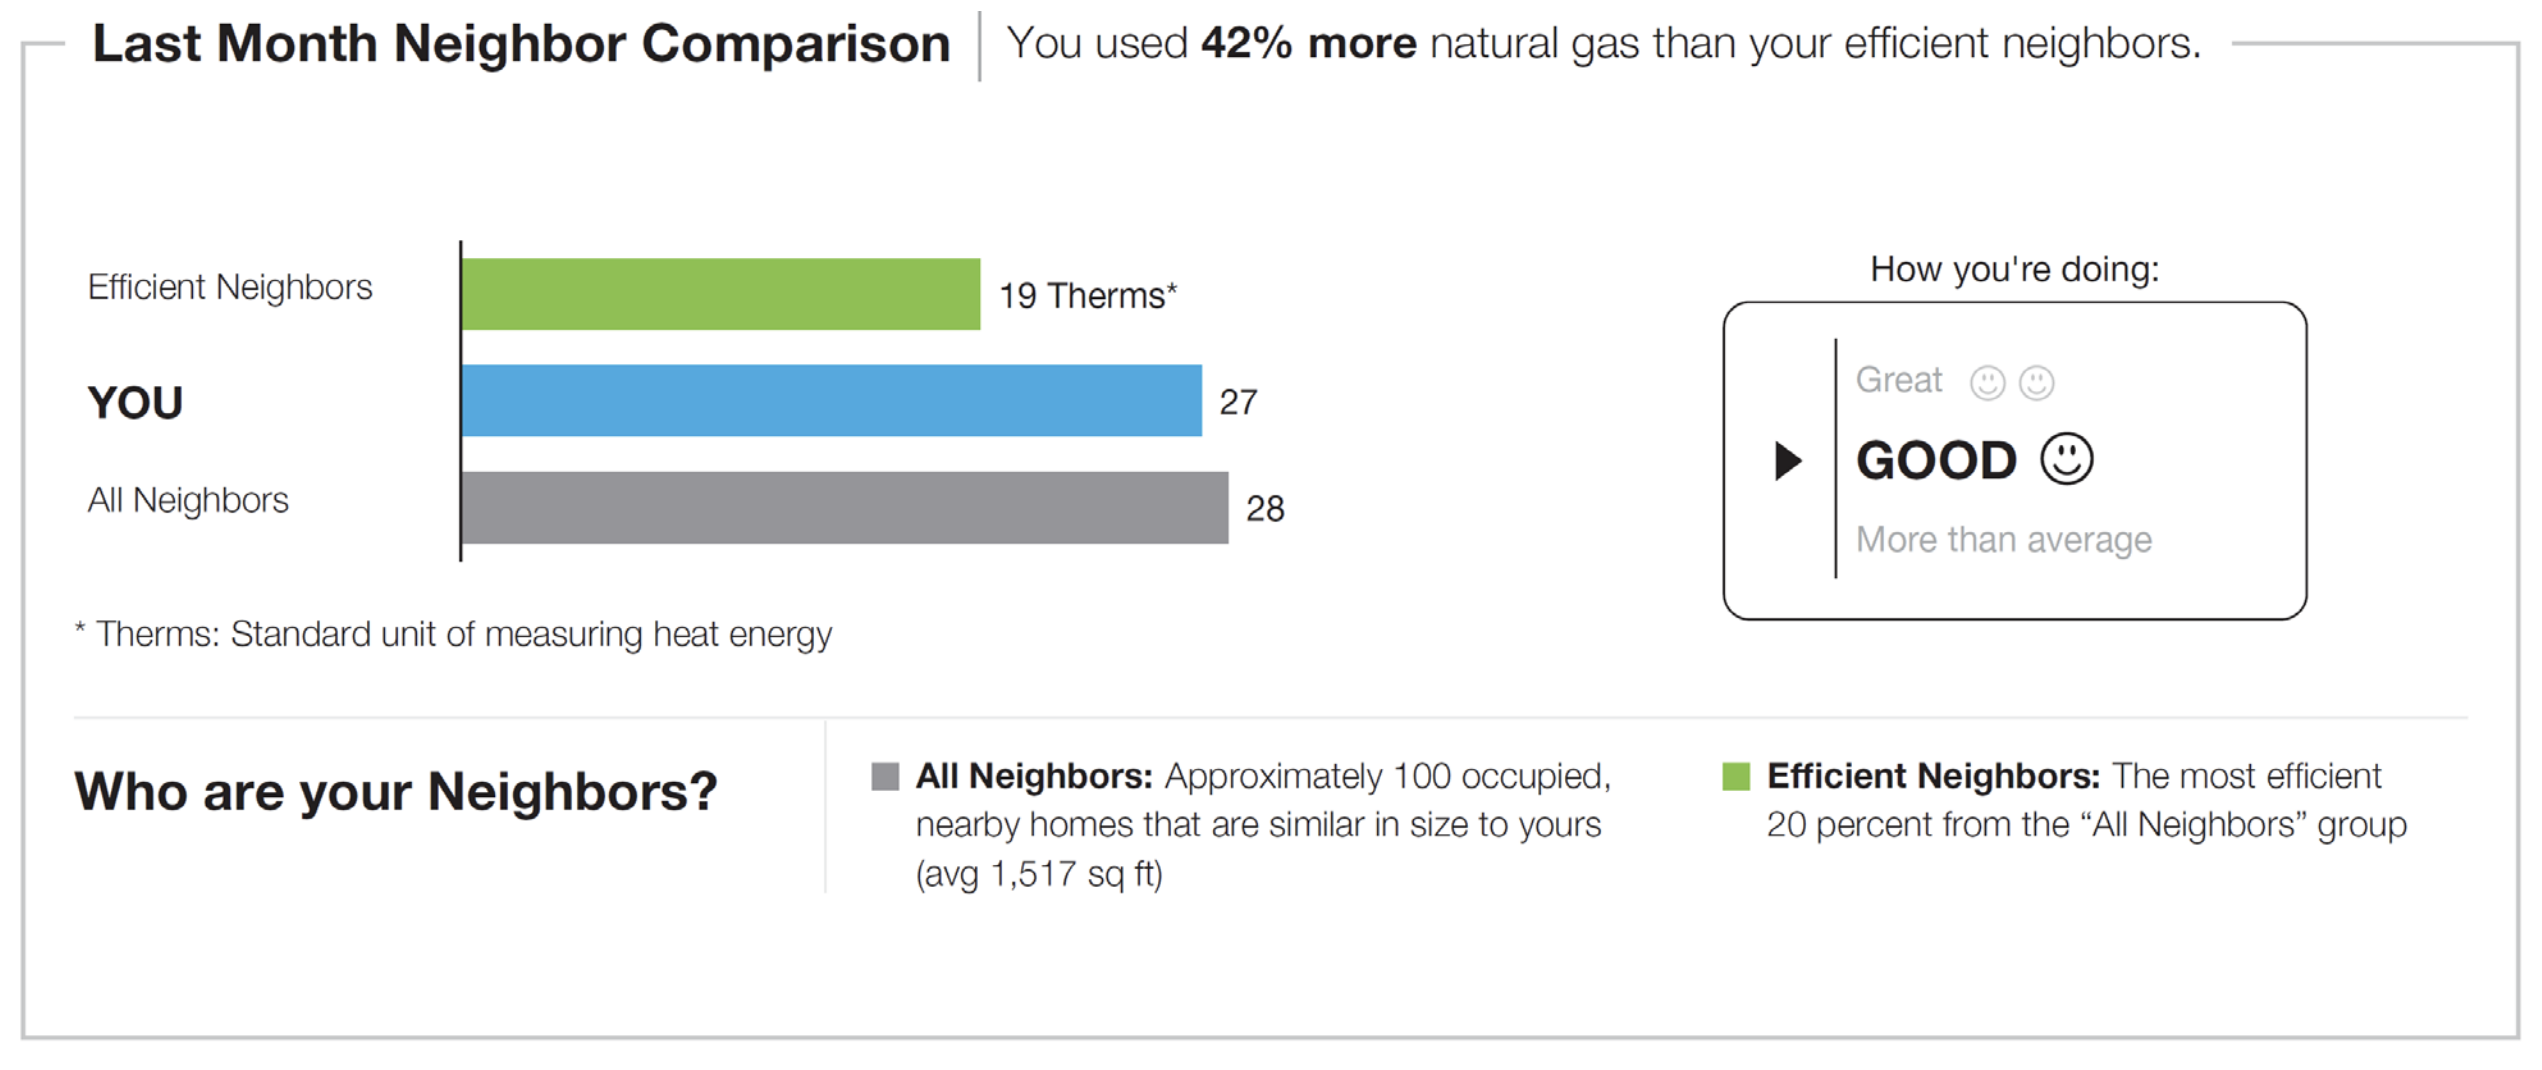 Last Month Neighbor Comparison
You used 42% more natural gas than your efficient neighbors.
Efficient Neighbors
19 Therms*
YOU
27
All Neighbors
28
* Therms: Standard unit of measuring heat energy
How you're doing:
Great
GOOD
More than average
Who are your Neighbors?
All Neighbors: Approximately 100 occupied,
nearby homes that are similar in size to yours
(avg 1,517 sq ft)
Efficient Neighbors: The most efficient
20 percent from the “All Neighbors” group